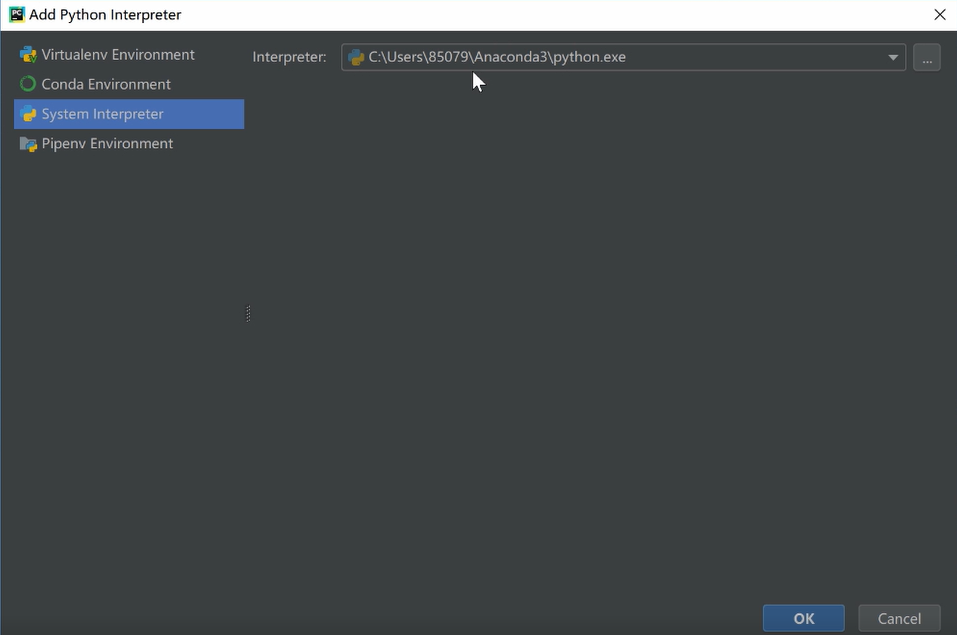 Add Python Interpreter
Virtualenv Environment
Conda Environment
System Interpreter
Pipenv Environment
Interpreter: C:\Users\85079\Anaconda3\python.exe ...
OK Cancel